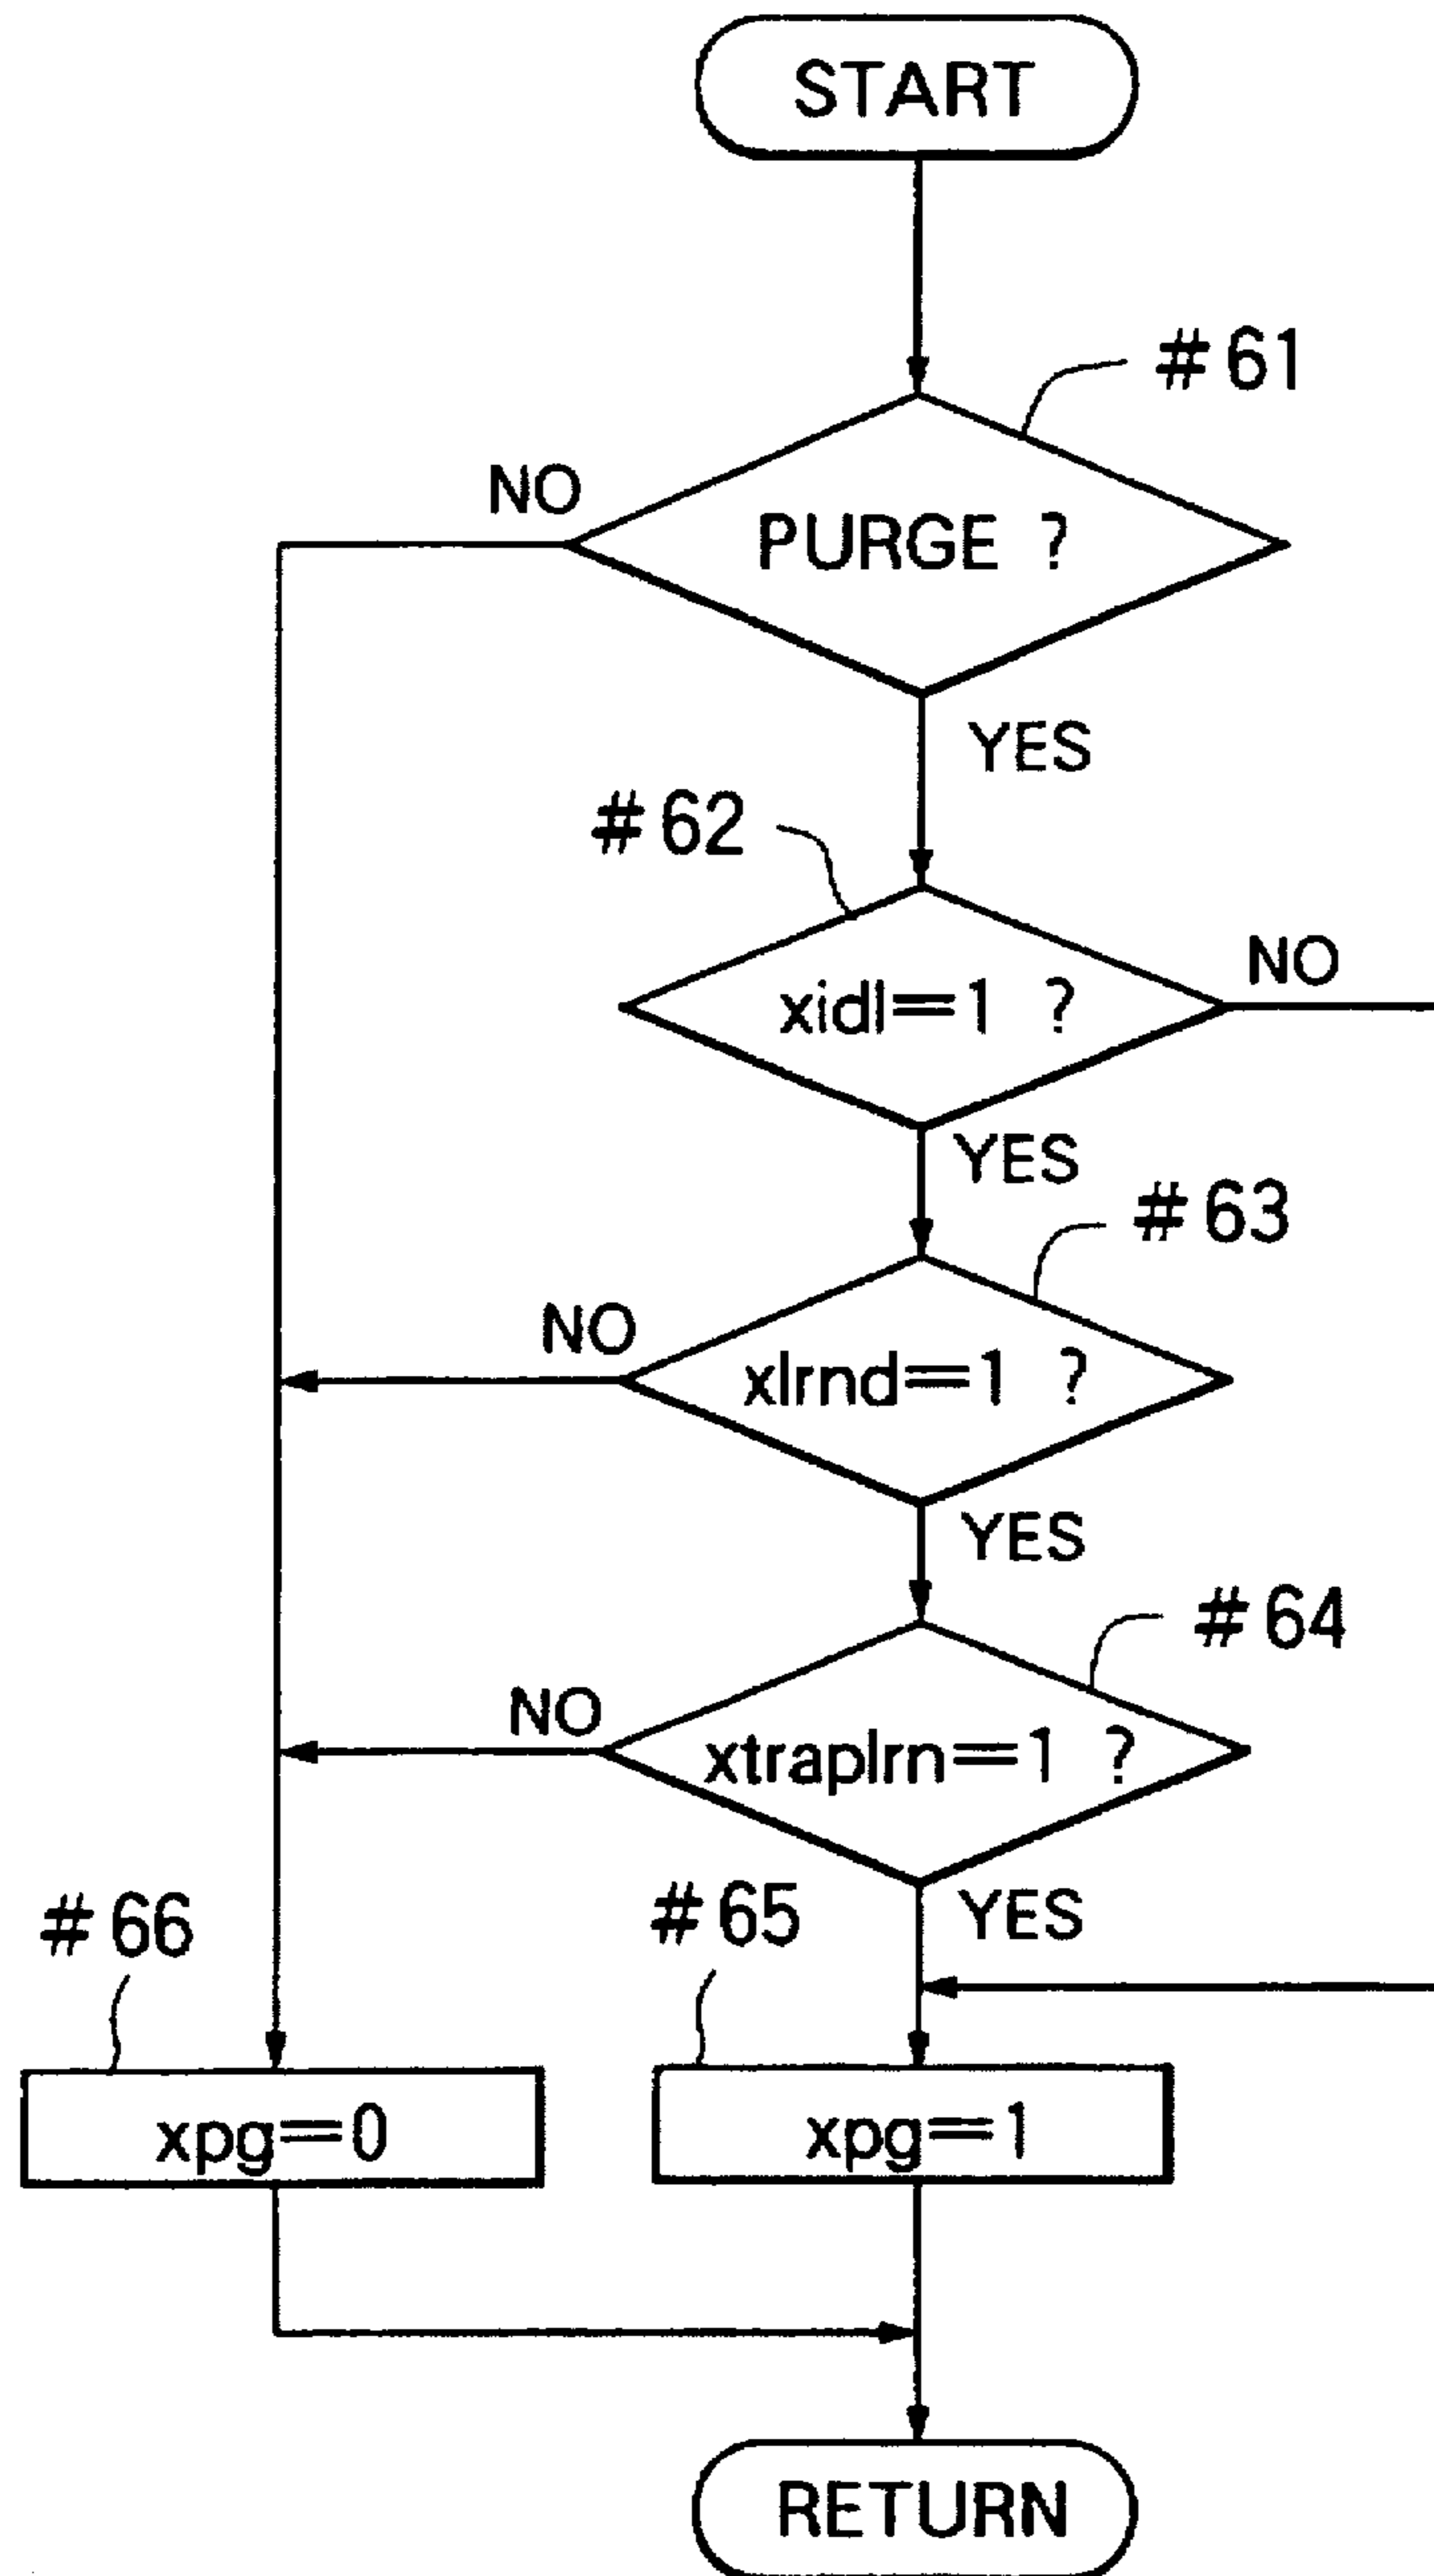 START
#61
NO
PURGE ?
YES
#62
NO
xidl=1 ?
YES
#63
NO
xlrnd=1 ?
YES
#64
NO
xtraplrn=1 ?
YES
#66
#65
xpg=0
xpg=1
RETURN